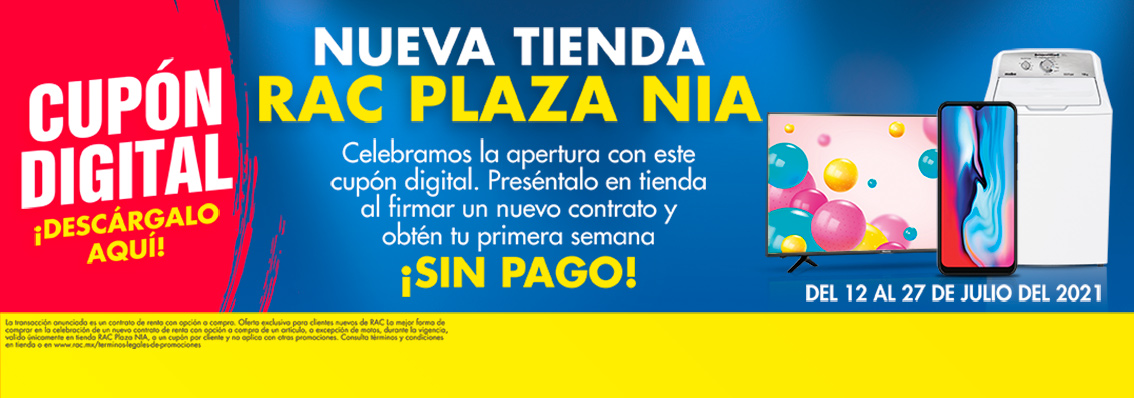 CUPÓN
DIGITAL
¡DESCÁRGALO
AQUÍ!
NUEVA TIENDA
RAC PLAZA NIA
Celebramos la apertura con este
cupón digital. Preséntalo en tienda
al firmar un nuevo contrato y
obtén tu primera semana
¡SIN PAGO!
DEL 12 AL 27 DE JULIO DEL 2021
La transacción anunciada es un contrato de renta con opción a compra. Oferta exclusiva para clientes nuevos de RAC La mejor forma de
comprar en la celebración de un nuevo contrato de renta con opción a compra de un artículo, a excepción de motos, durante la vigencia,
valido únicamente en tienda RAC Plaza NIA, a un cupón por cliente y no aplica con otras promociones. Consulta términos y condiciones
en tienda o en www.rac.mx/terminos-legales-de-promociones